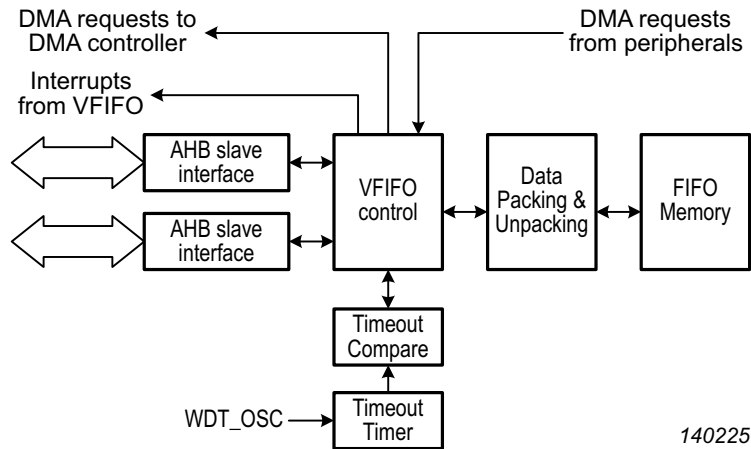 DMA requests to
DMA controller
DMA requests
from peripherals
Interrupts
from VFIFO
AHB slave
interface
VFIFO
control
Data
Packing &
Unpacking
FIFO
Memory
AHB slave
interface
Timeout
Compare
WDT_OSC
Timeout
Timer
140225